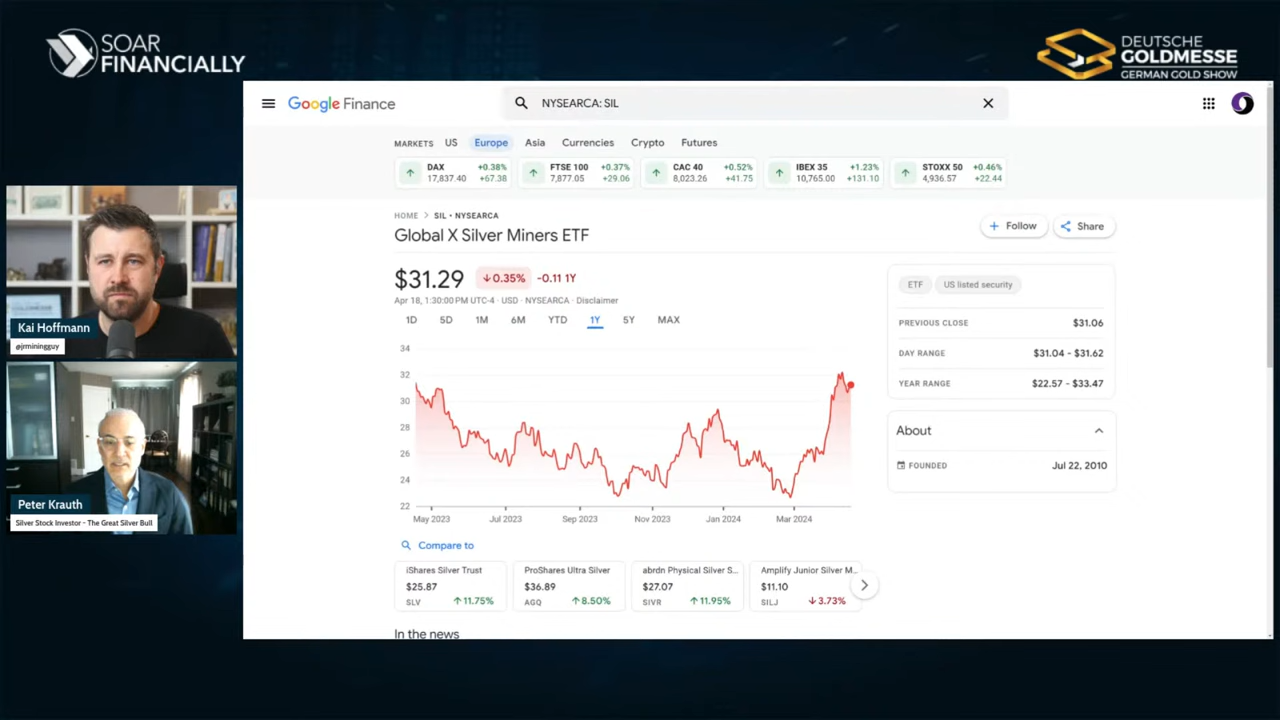 SOAR
FINANCIALLY
DEUTSCHE
GOLDMESSE
GERMAN GOLD SHOW
Google Finance
NYSEARCA: SIL
MARKETS US Europe Asia Currencies Crypto Futures
DAX +0.38% FTSE 100 +0.37% CAC 40 +0.52% IBEX 35 +1.23% STOXX 50 +0.46%
17,837.40 +67.38 7,877.05 +29.06 8,023.26 +41.75 10,765.00 +131.10 4,936.57 +22.44
HOME > SIL • NYSEARCA
Global X Silver Miners ETF
+ Follow Share
$31.29 ↓0.35% -0.11 1Y
Apr 18, 1:30:00 PM UTC-4 · USD · NYSEARCA · Disclaimer
1D 5D 1M 6M YTD 1Y 5Y MAX
34
32
30
28
26
24
22
May 2023 Jul 2023 Sep 2023 Nov 2023 Jan 2024 Mar 2024
ETF US listed security
PREVIOUS CLOSE $31.06
DAY RANGE $31.04 - $31.62
YEAR RANGE $22.57 - $33.47
About
FOUNDED Jul 22, 2010
Compare to
iShares Silver Trust ProShares Ultra Silver abrdn Physical Silver S... Amplify Junior Silver M...
$25.87 $36.89 $27.07 $11.10
SLV ↑11.75% AGQ ↑8.50% SIVR ↑11.95% SILJ ↓3.73%
In the news
Kai Hoffmann
@jrminingguy
Peter Krauth
Silver Stock Investor - The Great Silver Bull